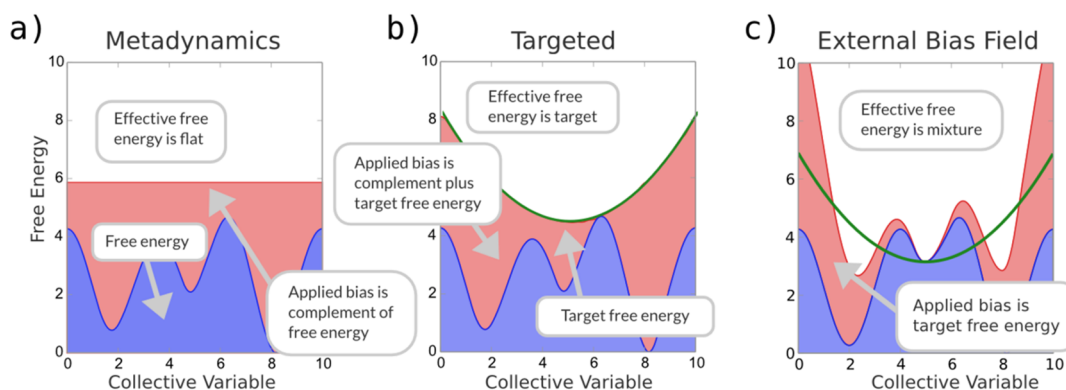 a)
Metadynamics
Free Energy
10
8
6
4
2
0
0 2 4 6 8 10
Collective Variable
Effective free
energy is flat
Free energy
Applied bias is
complement of
free energy
b)
Targeted
10
8
6
4
2
0
0 2 4 6 8 10
Collective Variable
Effective free
energy is target
Applied bias is
complement plus
target free energy
Target free energy
c)
External Bias Field
10
8
6
4
2
0
0 2 4 6 8 10
Collective Variable
Effective free
energy is mixture
Applied bias is
target free energy